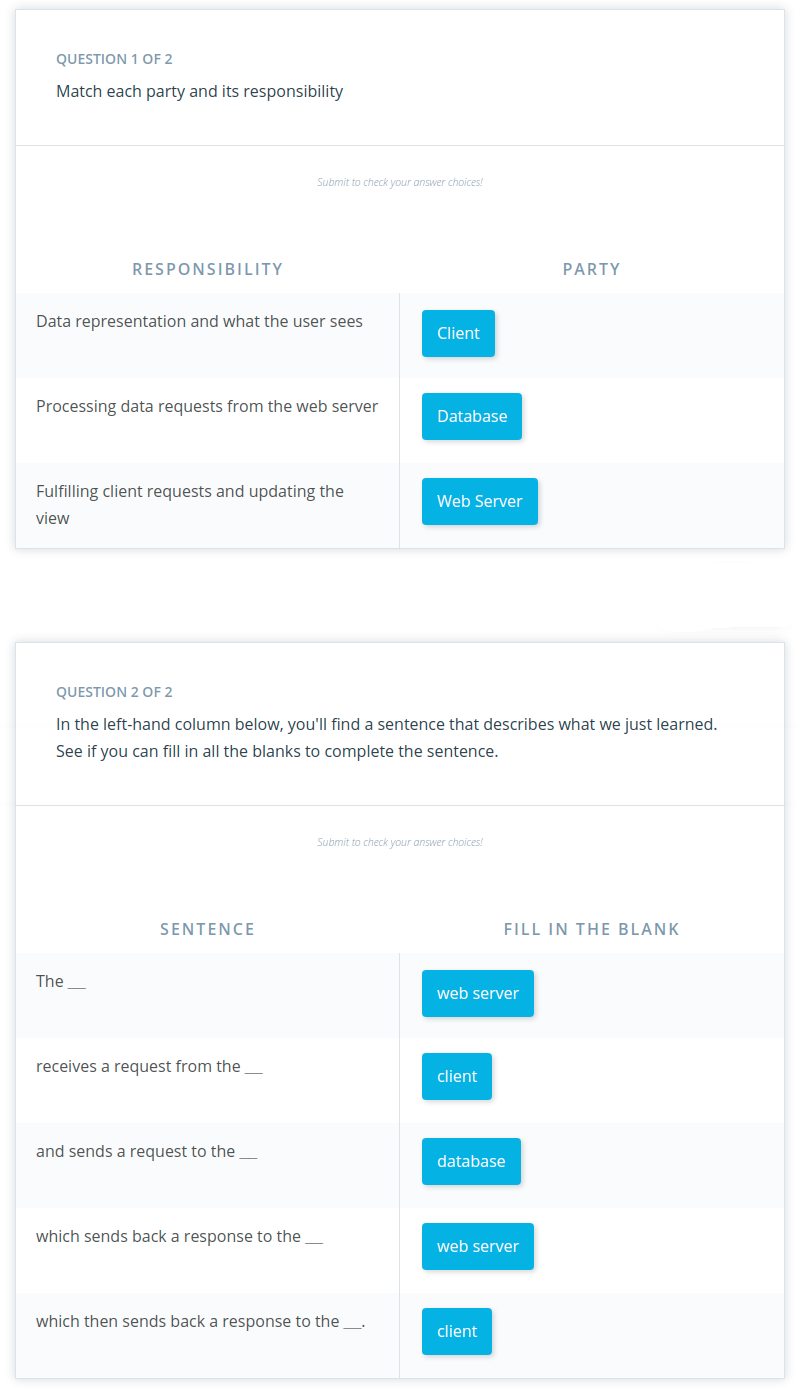 QUESTION 1 OF 2
Match each party and its responsibility
Submit to check your answer choices!
RESPONSIBILITY PARTY
Data representation and what the user sees Client
Processing data requests from the web server Database
Fulfilling client requests and updating the view Web Server
QUESTION 2 OF 2
In the left-hand column below, you'll find a sentence that describes what we just learned.
See if you can fill in all the blanks to complete the sentence.
Submit to check your answer choices!
SENTENCE FILL IN THE BLANK
The ___ web server
receives a request from the ___ client
and sends a request to the ___ database
which sends back a response to the ___ web server
which then sends back a response to the ___. client